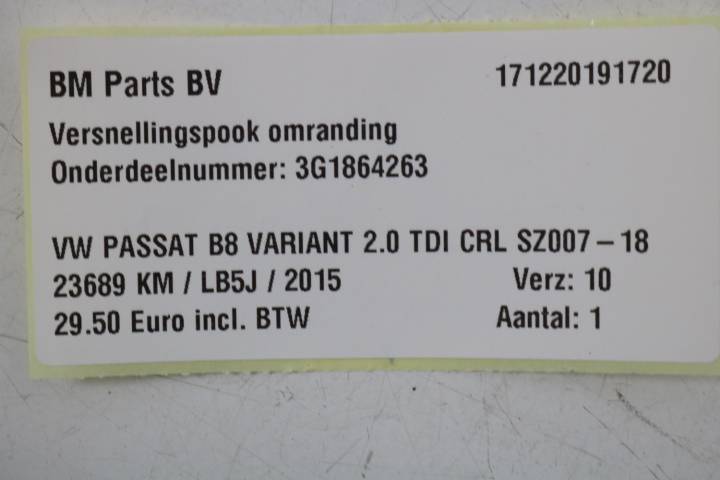 BM Parts BV 171220191720
Versnellingspook omranding
Onderdeelnummer: 3G1864263
VW PASSAT B8 VARIANT 2.0 TDI CRL SZ007-18
23689 KM / LB5J / 2015 Verz: 10
29.50 Euro incl. BTW Aantal: 1